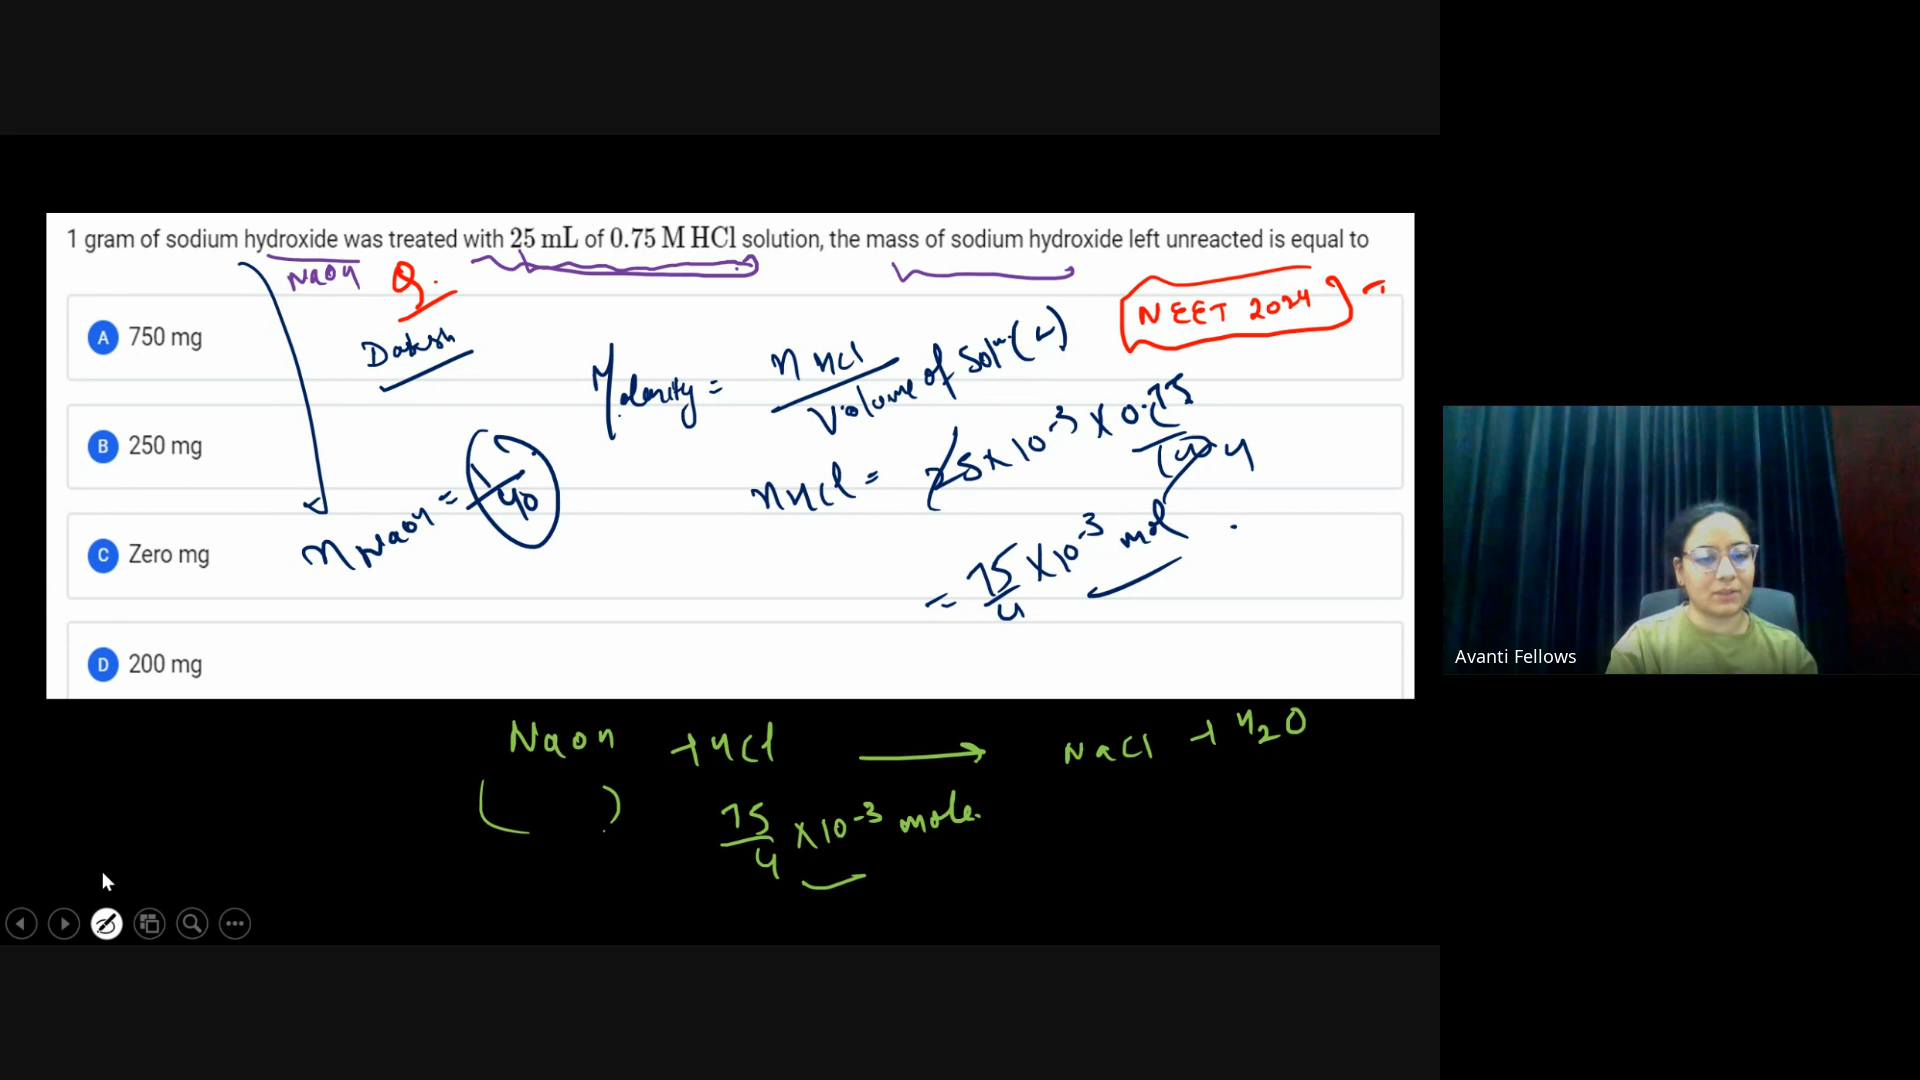 1 gram of sodium hydroxide was treated with 25 mL of 0.75 M HCl solution, the mass of sodium hydroxide left unreacted is equal to
NaOH Q.
NEET 2024
A 750 mg
Molarity = n HCl / Volume of Solⁿ (L)
B 250 mg
n NaOH = 1/40
nHCl = 25 x 10⁻³ x 0.75
C Zero mg
= 75/4 x 10⁻³ mol
D 200 mg
NaOH + HCl ⟶ NaCl + H₂O
( ) 75/4 x 10⁻³ mole.
Avanti Fellows